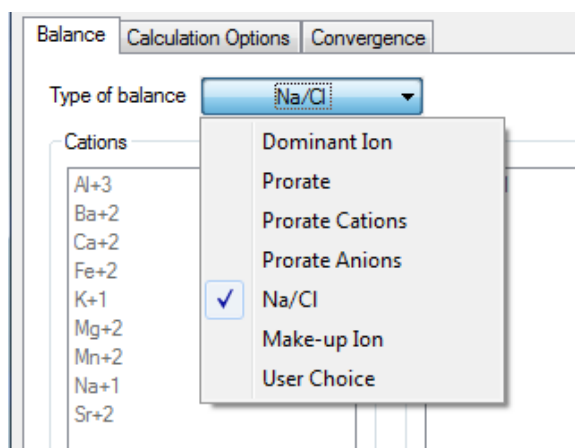 Balance Calculation Options Convergence
Type of balance Na/Cl
Cations
Dominant Ion
Prorate
Prorate Cations
Prorate Anions
Na/Cl
Make-up Ion
User Choice
Al+3
Ba+2
Ca+2
Fe+2
K+1
Mg+2
Mn+2
Na+1
Sr+2